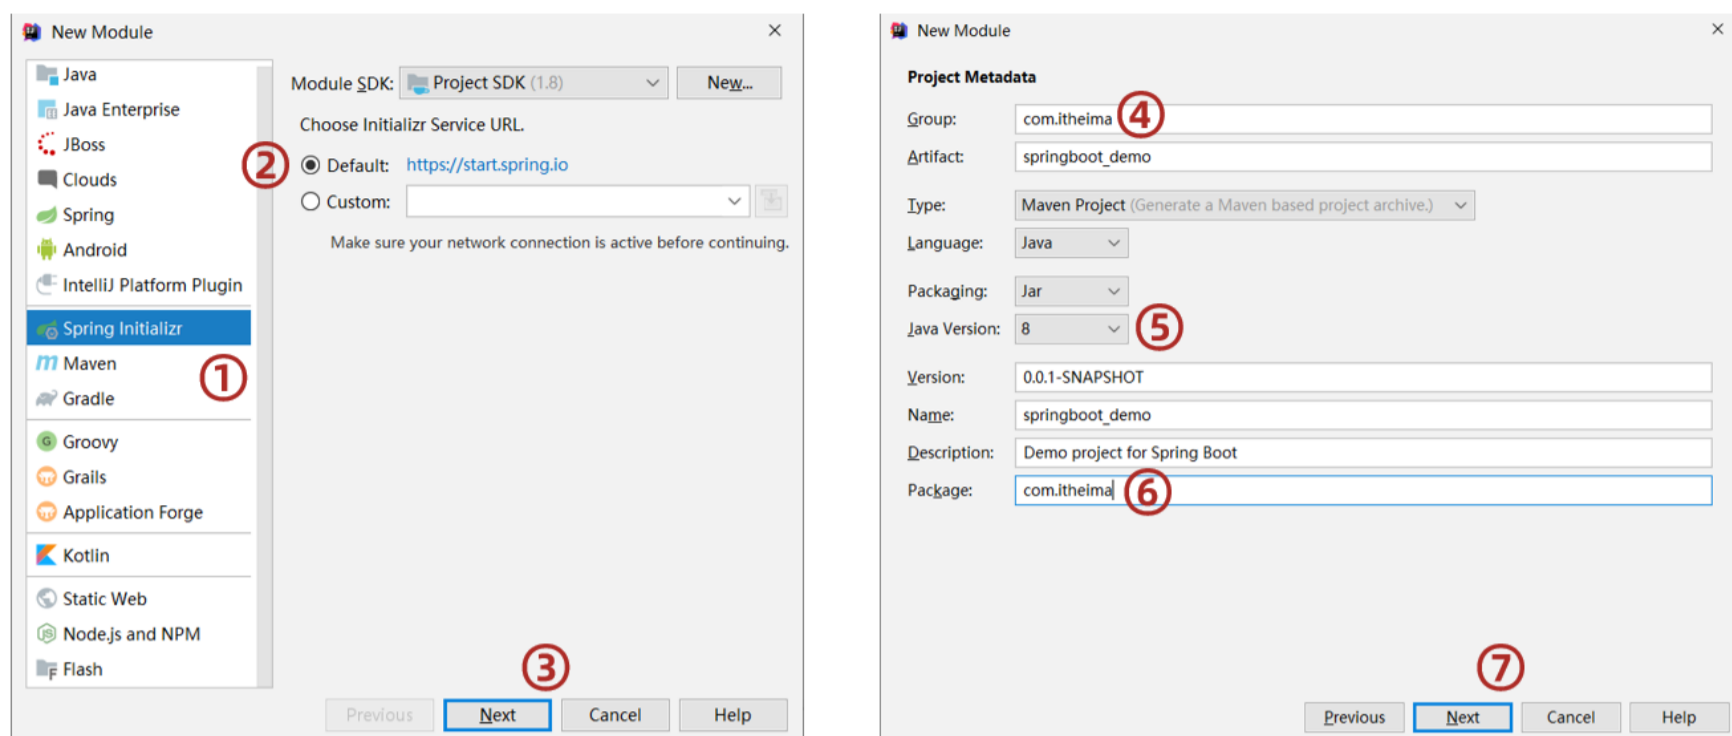 New Module
Java
Java Enterprise
JBoss
Clouds
Spring
Android
IntelliJ Platform Plugin
Spring Initializr
Maven
①
Gradle
Groovy
Grails
Application Forge
Kotlin
Static Web
Node.js and NPM
Flash
Module SDK: Project SDK (1.8) New...
Choose Initializr Service URL.
② Default: https://start.spring.io
Custom:
Make sure your network connection is active before continuing.
③
Previous Next Cancel Help
New Module
Project Metadata
Group: com.itheima ④
Artifact: springboot_demo
Type: Maven Project (Generate a Maven based project archive.)
Language: Java
Packaging: Jar
Java Version: 8 ⑤
Version: 0.0.1-SNAPSHOT
Name: springboot_demo
Description: Demo project for Spring Boot
Package: com.itheima ⑥
⑦
Previous Next Cancel Help